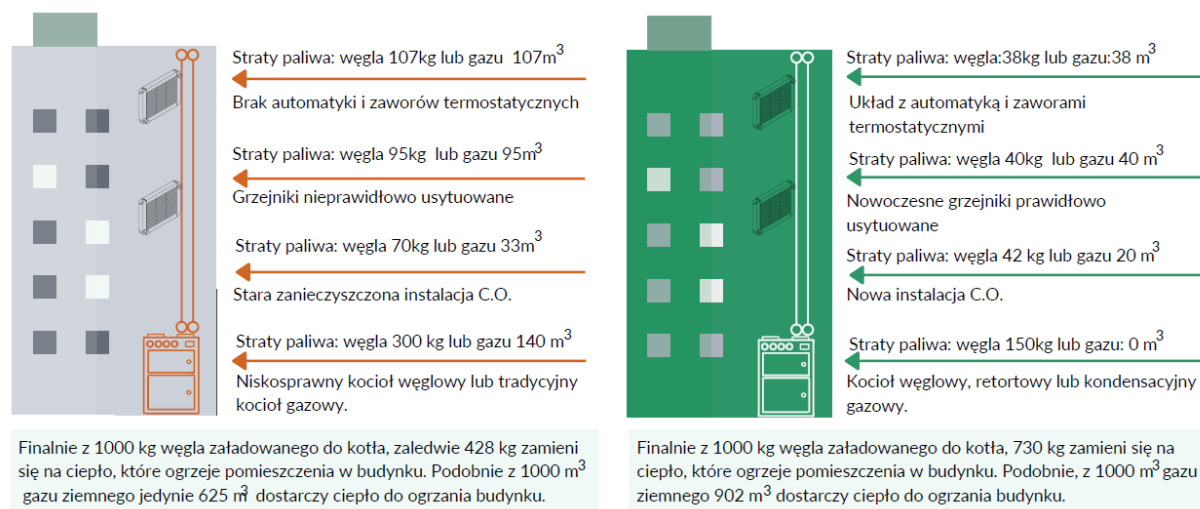 Straty paliwa: węgla 107kg lub gazu 107m³
Brak automatyki i zaworów termostatycznych
Straty paliwa: węgla 95kg lub gazu 95m³
Grzejniki nieprawidłowo usytuowane
Straty paliwa: węgla 70kg lub gazu 33m³
Stara zanieczyszczona instalacja C.O.
Straty paliwa: węgla 300 kg lub gazu 140 m³
Niskosprawny kocioł węglowy lub tradycyjny
kocioł gazowy.
Finalnie z 1000 kg węgla załadowanego do kotła, zaledwie 428 kg zamieni
się na ciepło, które ogrzeje pomieszczenia w budynku. Podobnie z 1000 m³
gazu ziemnego jedynie 625 m³ dostarczy ciepło do ogrzania budynku.
Straty paliwa: węgla:38kg lub gazu:38 m³
Układ z automatyką i zaworami
termostatycznymi
Straty paliwa: węgla 40kg lub gazu 40 m³
Nowoczesne grzejniki prawidłowo
usytuowane
Straty paliwa: węgla 42 kg lub gazu 20 m³
Nowa instalacja C.O.
Straty paliwa: węgla 150kg lub gazu: 0 m³
Kocioł węglowy, retortowy lub kondensacyjny
gazowy.
Finalnie z 1000 kg węgla załadowanego do kotła, 730 kg zamieni się na
ciepło, które ogrzeje pomieszczenia w budynku. Podobnie, z 1000 m³ gazu
ziemnego 902 m³ dostarczy ciepło do ogrzania budynku.